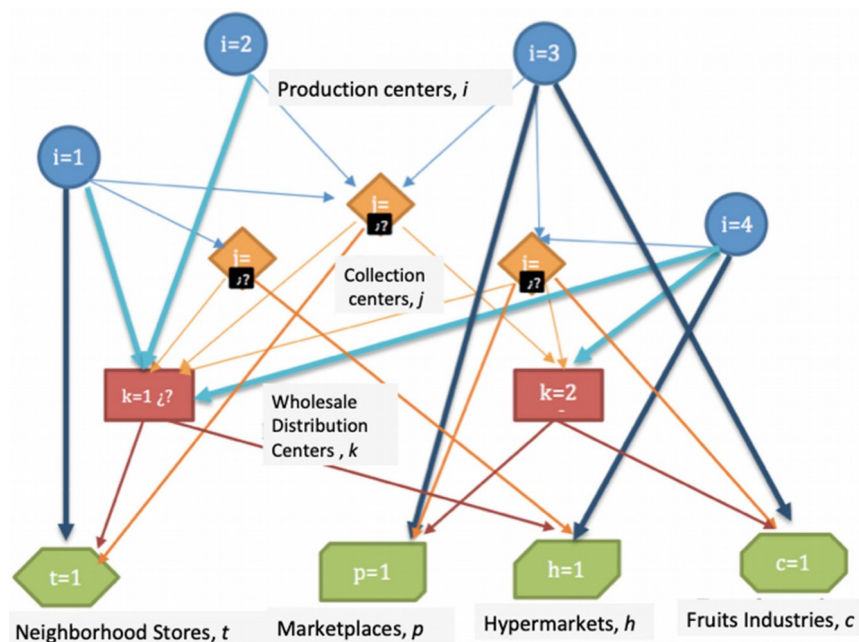 i=2
i=3
Production centers, i
i=1
j=
¿?
i=4
j=
¿?
j=
¿?
Collection
centers, j
k=1 ¿?
k=2
Wholesale
Distribution
Centers , k
t=1
p=1
h=1
c=1
Neighborhood Stores, t
Marketplaces, p
Hypermarkets, h
Fruits Industries, c